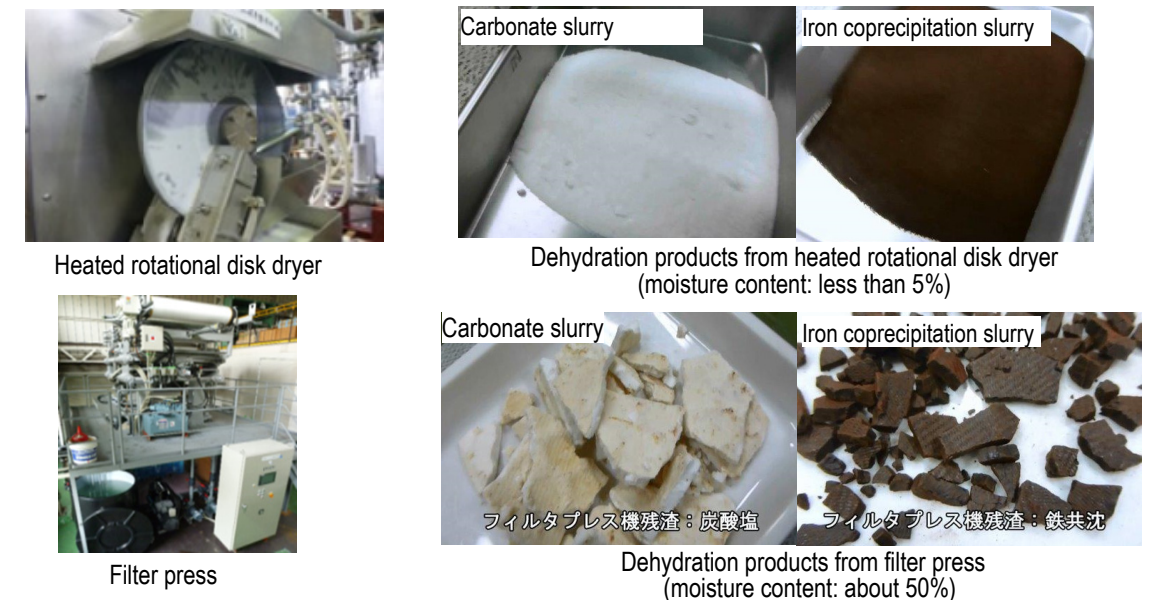 Carbonate slurry
Iron coprecipitation slurry
Heated rotational disk dryer
Dehydration products from heated rotational disk dryer
(moisture content: less than 5%)
Carbonate slurry
Iron coprecipitation slurry
フィルタプレス機残渣：炭酸塩
フィルタプレス機残渣：鉄共沈
Filter press
Dehydration products from filter press
(moisture content: about 50%)